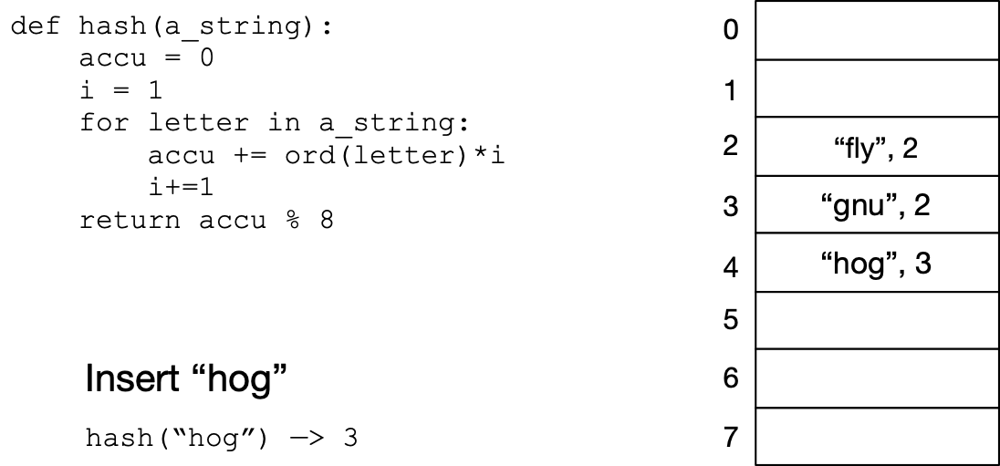 def hash(a_string):
    accu = 0
    i = 1
    for letter in a_string:
        accu += ord(letter)*i
        i+=1
    return accu % 8
Insert “hog”
hash(“hog”) —> 3
0
1
2 “fly”, 2
3 “gnu”, 2
4 “hog”, 3
5
6
7